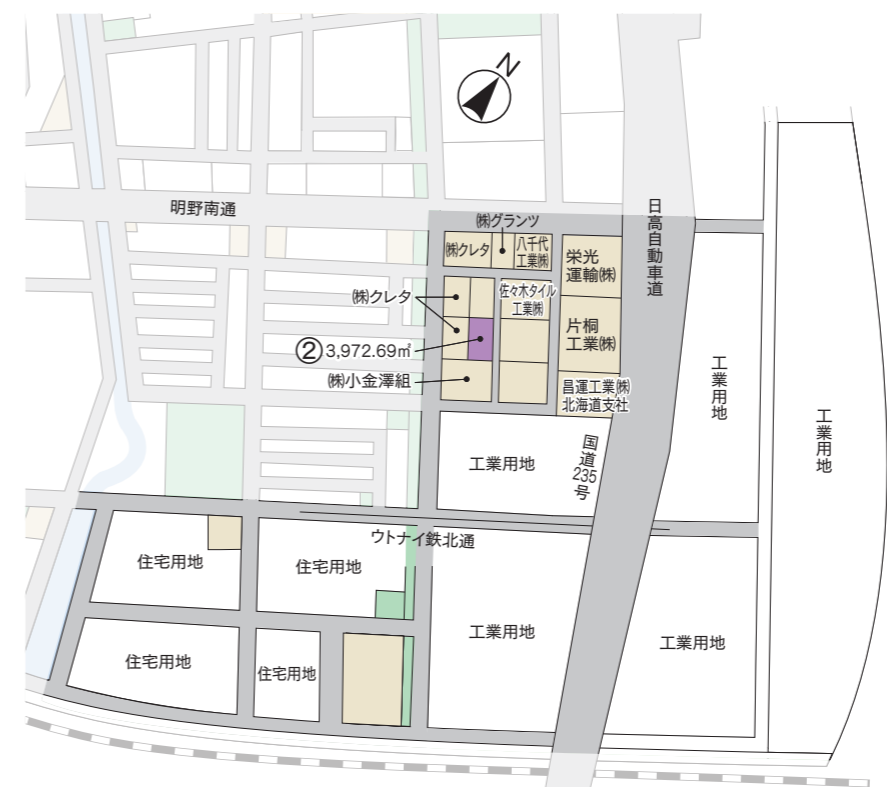 N
明野南通
㈱グランツ
㈱クレタ
八千代
工業㈱
栄光
運輸㈱
日高自動車道
㈱クレタ
佐々木タイル
工業㈱
② 3,972.69㎡
片桐
工業㈱
㈱小金澤組
昌運工業㈱
北海道支社
工業用地
工業用地
工業用地
国道235号
ウトナイ鉄北通
住宅用地
住宅用地
工業用地
工業用地
住宅用地
住宅用地